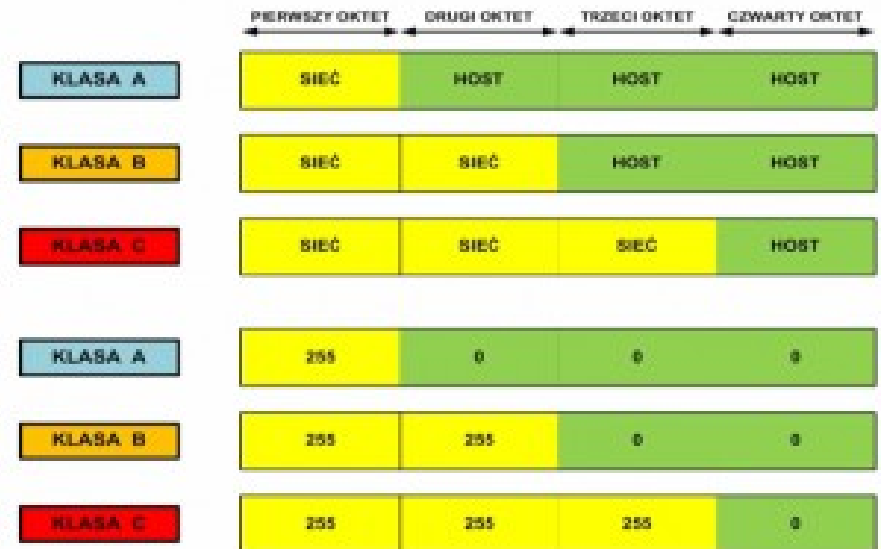 PIERWSZY OKTET DRUGI OKTET TRZECI OKTET CZWARTY OKTET
KLASA A SIEĆ HOST HOST HOST
KLASA B SIEĆ SIEĆ HOST HOST
KLASA C SIEĆ SIEĆ SIEĆ HOST
KLASA A 255 0 0 0
KLASA B 255 255 0 0
KLASA C 255 255 255 0